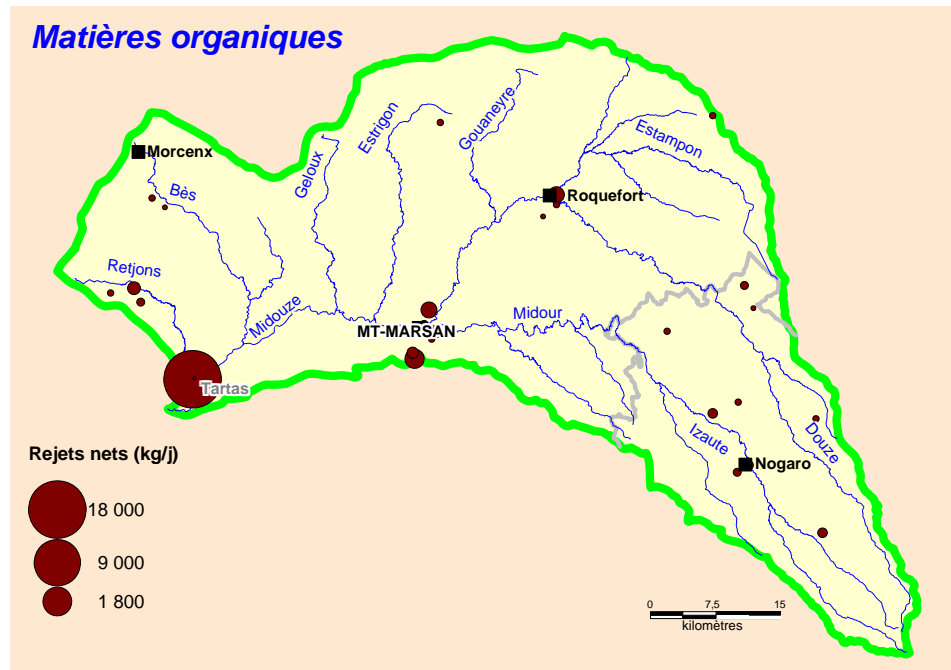 Matières organiques
Morcenx
Bès
Geloux
Estrigon
Gouaneyre
Estampon
Roquefort
Retjons
Midouze
MT-MARSAN
Midour
Tartas
Izaute
Douze
Nogaro
Rejets nets (kg/j)
18 000
9 000
1 800
0 7,5 15
kilomètres